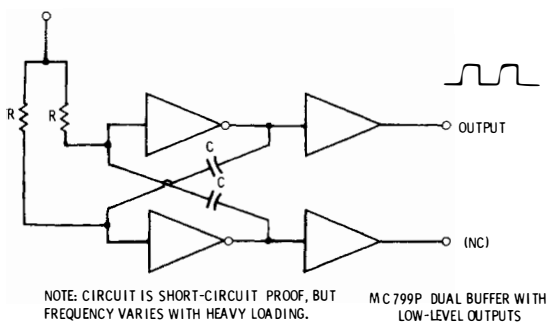 R
R
C
C
OUTPUT
(NC)
NOTE: CIRCUIT IS SHORT-CIRCUIT PROOF, BUT
FREQUENCY VARIES WITH HEAVY LOADING.
MC799P DUAL BUFFER WITH
LOW-LEVEL OUTPUTS